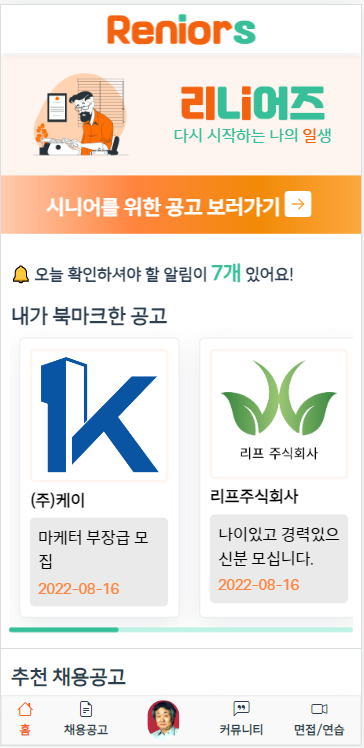 Reniors
리니어즈
다시 시작하는 나의 일생
시니어를 위한 공고 보러가기
오늘 확인하셔야 할 알림이 7개 있어요!
내가 북마크한 공고
리프 주식회사
(주)케이
리프주식회사
마케터 부장급 모
집
2022-08-16
나이있고 경력있으
신분 모십니다.
2022-08-16
추천 채용공고
홈
채용공고
커뮤니티
면접/연습